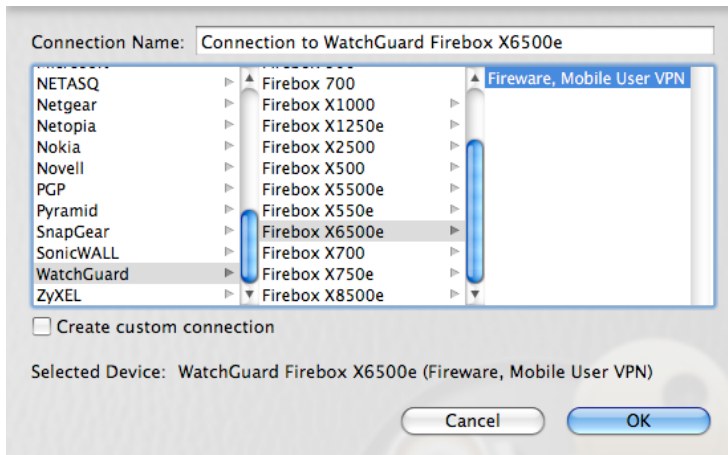 Connection Name: Connection to WatchGuard Firebox X6500e
NETASQ
Netgear
Netopia
Nokia
Novell
PGP
Pyramid
SnapGear
SonicWALL
WatchGuard
ZyXEL
Firebox 700
Firebox X1000
Firebox X1250e
Firebox X2500
Firebox X500
Firebox X5500e
Firebox X550e
Firebox X6500e
Firebox X700
Firebox X750e
Firebox X8500e
Fireware, Mobile User VPN
Create custom connection
Selected Device: WatchGuard Firebox X6500e (Fireware, Mobile User VPN)
Cancel OK